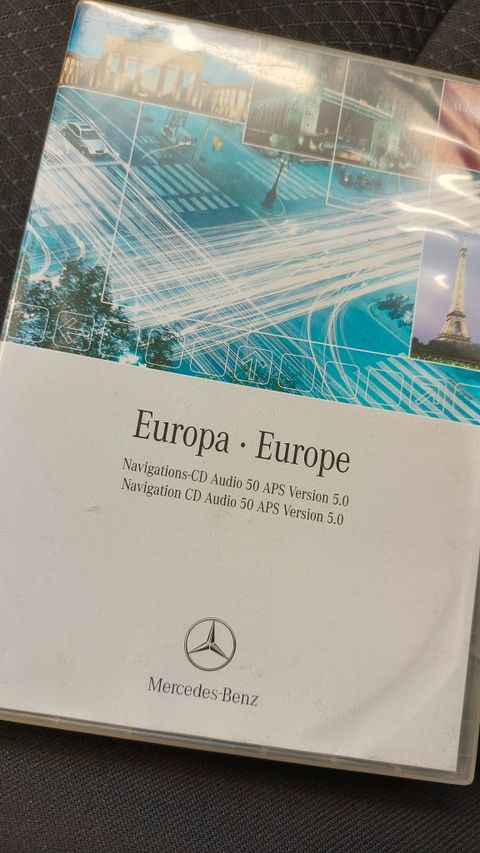 Europa · Europe
Navigations-CD Audio 50 APS Version 5.0
Navigation CD Audio 50 APS Version 5.0
Mercedes-Benz